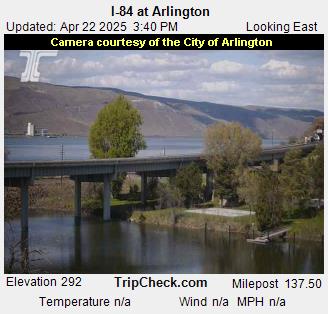 I-84 at Arlington
Updated: Apr 22 2025 3:40 PM Looking East
Camera courtesy of the City of Arlington
Elevation 292 TripCheck.com Milepost 137.50
Temperature n/a Wind n/a MPH n/a